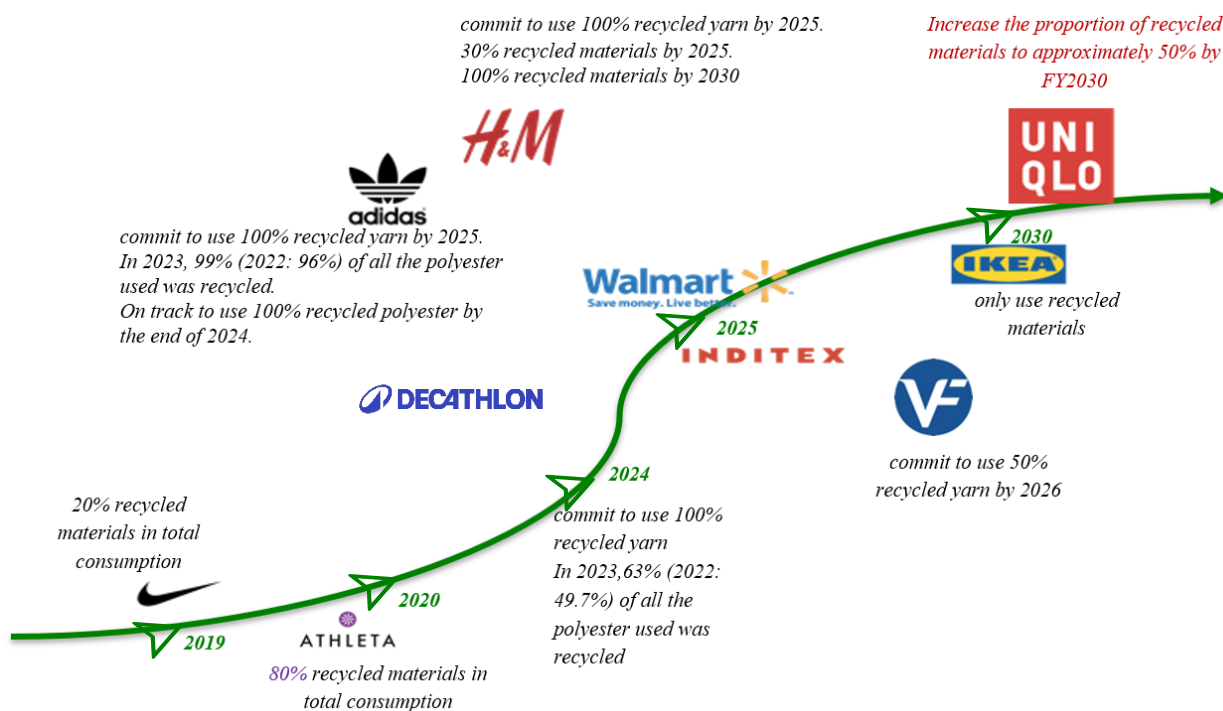 commit to use 100% recycled yarn by 2025.
30% recycled materials by 2025.
100% recycled materials by 2030
H&M
Increase the proportion of recycled
materials to approximately 50% by
FY2030
UNI
QLO
adidas
commit to use 100% recycled yarn by 2025.
In 2023, 99% (2022: 96%) of all the polyester
used was recycled.
On track to use 100% recycled polyester by
the end of 2024.
2030
IKEA
only use recycled
materials
Walmart
Save money. Live better.
2025
INDITEX
DECATHLON
VF
commit to use 50%
recycled yarn by 2026
2024
commit to use 100%
recycled yarn
In 2023,63% (2022:
49.7%) of all the
polyester used was
recycled
20% recycled
materials in total
consumption
2019
2020
ATHLETA
80% recycled materials in
total consumption